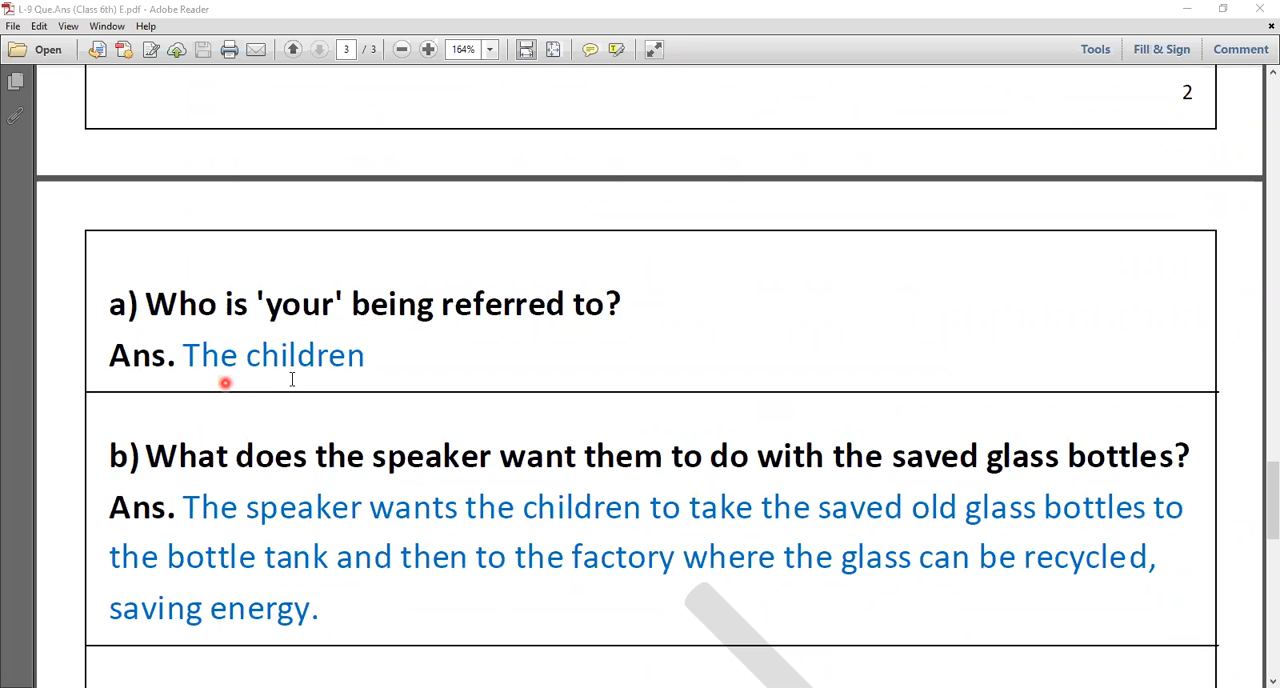 L-9 Que.Ans (Class 6th) E.pdf - Adobe Reader
File Edit View Window Help
Open 3 / 3 164% Tools Fill & Sign Comment
2
a) Who is 'your' being referred to?
Ans. The children
b) What does the speaker want them to do with the saved glass bottles?
Ans. The speaker wants the children to take the saved old glass bottles to
the bottle tank and then to the factory where the glass can be recycled,
saving energy.